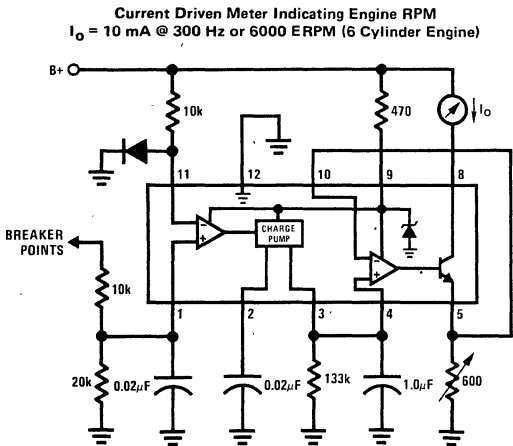 Current Driven Meter Indicating Engine RPM
I₀ = 10 mA @ 300 Hz or 6000 ERPM (6 Cylinder Engine)
B+
10k
470
I₀
11
12
10
9
8
BREAKER
POINTS
CHARGE
PUMP
10k
1
2
3
4
5
20k
0.02μF
0.02μF
133k
1.0μF
600